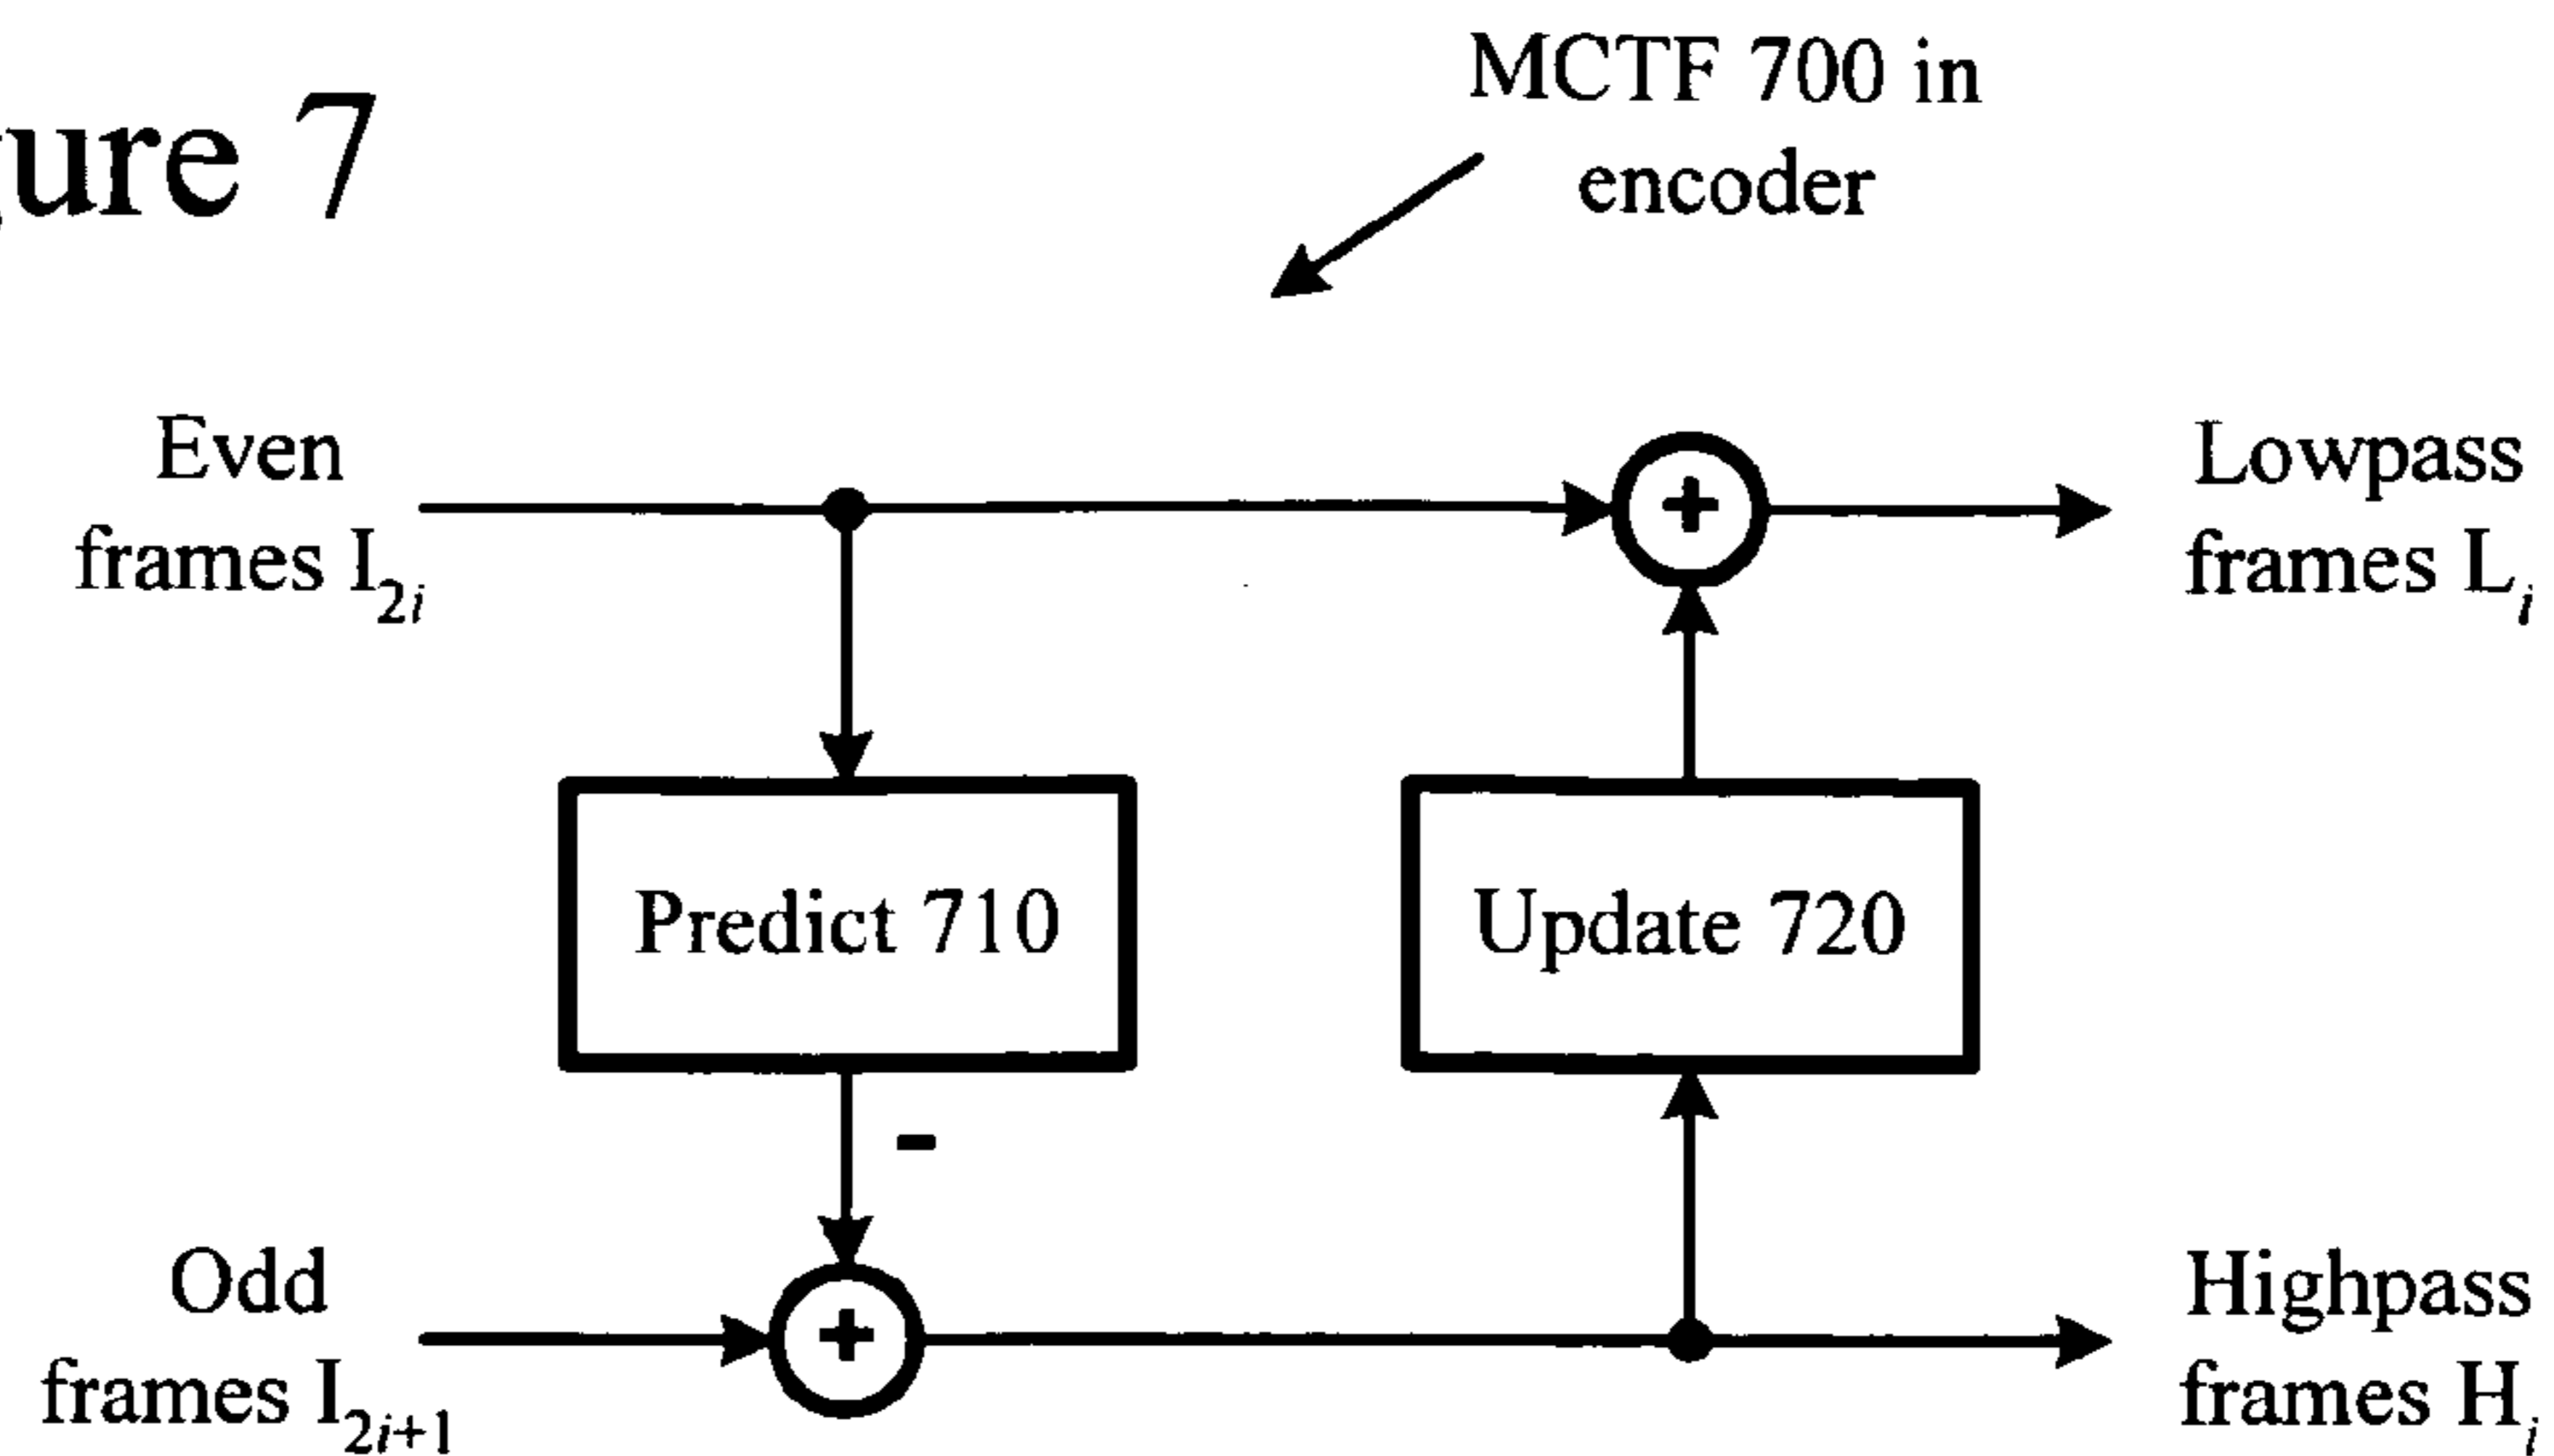 ure 7
MCTF 700 in
encoder
Even
frames I2i
+
Lowpass
frames Li
Predict 710
Update 720
-
Odd
frames I2i+1
+
Highpass
frames Hi